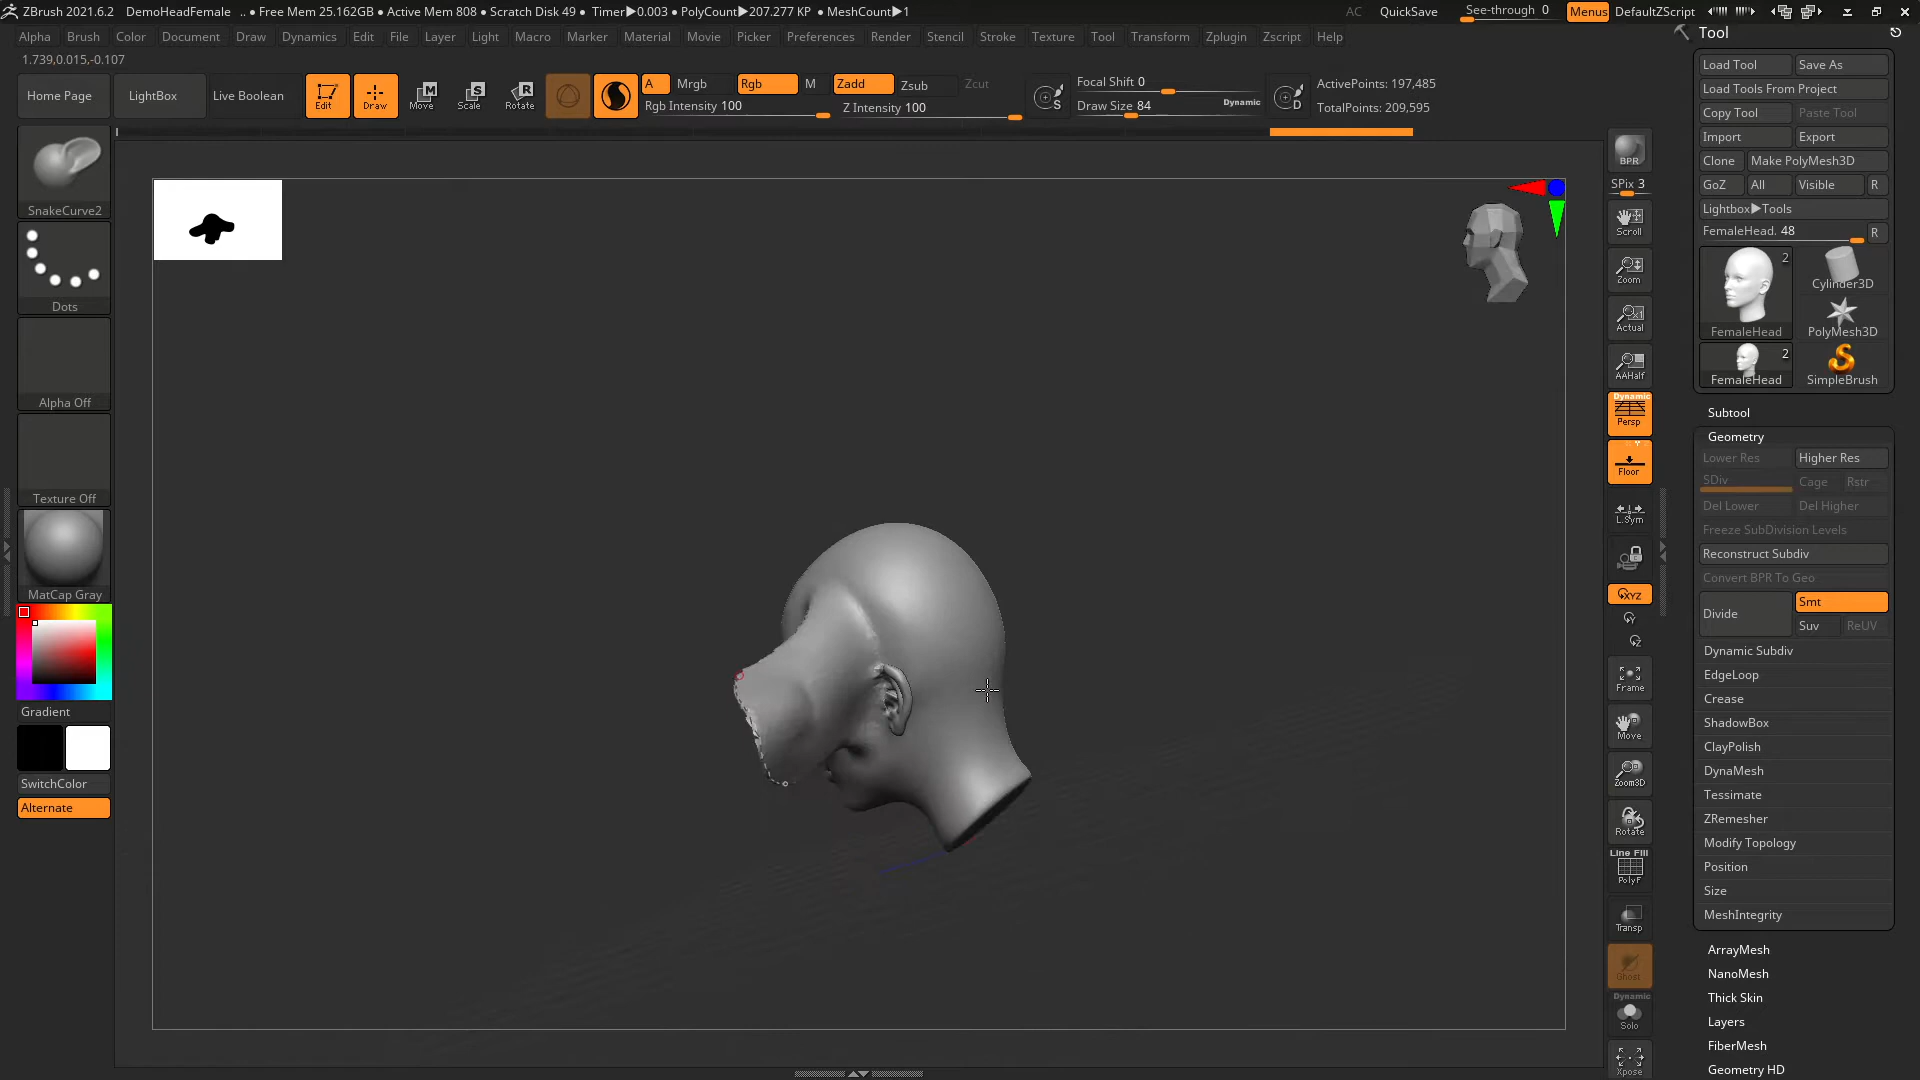 ZBrush 2021.6.2 DemoHeadFemale .. ● Free Mem 25.162GB ● Active Mem 808 ● Scratch Disk 49 ● Timer▶0.003 ● PolyCount▶207.277 KP ● MeshCount▶1 AC QuickSave See-through 0 Menus DefaultZScript
Alpha Brush Color Document Draw Dynamics Edit File Layer Light Macro Marker Material Movie Picker Preferences Render Stencil Stroke Texture Tool Transform Zplugin Zscript Help
1.739,0.015,-0.107
Home Page LightBox Live Boolean Edit Draw Move Scale Rotate
A Mrgb Rgb M Zadd Zsub Zcut
Rgb Intensity 100 Z Intensity 100
S Focal Shift 0
Draw Size 84 Dynamic
D ActivePoints: 197,485
TotalPoints: 209,595
SnakeCurve2
Dots
Alpha Off
Texture Off
MatCap Gray
Gradient
SwitchColor
Alternate
BPR
SPix 3
Scroll
Zoom
Actual
AAHalf
Dynamic
Persp
Floor
L.Sym
XYZ
Y
Z
Frame
Move
Zoom3D
Rotate
Line Fill
PolyF
Transp
Ghost
Dynamic
Solo
Xpose
Tool
Load Tool Save As
Load Tools From Project
Copy Tool Paste Tool
Import Export
Clone Make PolyMesh3D
GoZ All Visible R
Lightbox▶Tools
FemaleHead. 48 R
2
FemaleHead
Cylinder3D
PolyMesh3D
2
FemaleHead
SimpleBrush
Subtool
Geometry
Lower Res Higher Res
SDiv Cage Rstr
Del Lower Del Higher
Freeze SubDivision Levels
Reconstruct Subdiv
Convert BPR To Geo
Divide Smt
Suv ReUV
Dynamic Subdiv
EdgeLoop
Crease
ShadowBox
ClayPolish
DynaMesh
Tessimate
ZRemesher
Modify Topology
Position
Size
MeshIntegrity
ArrayMesh
NanoMesh
Thick Skin
Layers
FiberMesh
Geometry HD